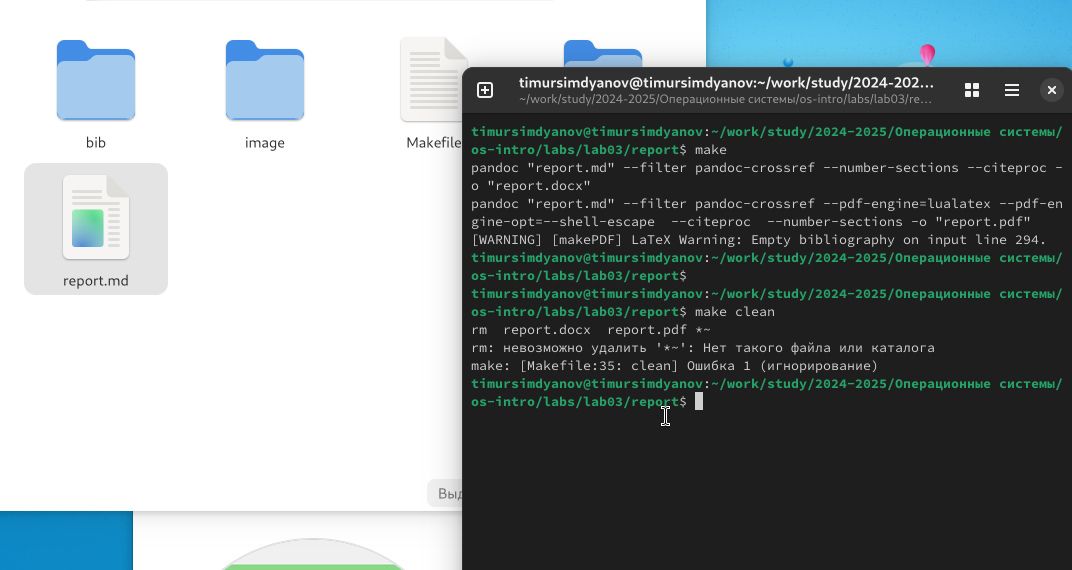 bib
image
Makefile
report.md
Выд
timursimdyanov@timursimdyanov:~/work/study/2024-202…
~/work/study/2024-2025/Операционные системы/os-intro/labs/lab03/re…
timursimdyanov@timursimdyanov:~/work/study/2024-2025/Операционные системы/
os-intro/labs/lab03/report$ make
pandoc "report.md" --filter pandoc-crossref --number-sections --citeproc -
o "report.docx"
pandoc "report.md" --filter pandoc-crossref --pdf-engine=lualatex --pdf-en
gine-opt=--shell-escape  --citeproc  --number-sections -o "report.pdf"
[WARNING] [makePDF] LaTeX Warning: Empty bibliography on input line 294.
timursimdyanov@timursimdyanov:~/work/study/2024-2025/Операционные системы/
os-intro/labs/lab03/report$
timursimdyanov@timursimdyanov:~/work/study/2024-2025/Операционные системы/
os-intro/labs/lab03/report$ make clean
rm  report.docx  report.pdf *~
rm: невозможно удалить '*~': Нет такого файла или каталога
make: [Makefile:35: clean] Ошибка 1 (игнорирование)
timursimdyanov@timursimdyanov:~/work/study/2024-2025/Операционные системы/
os-intro/labs/lab03/report$